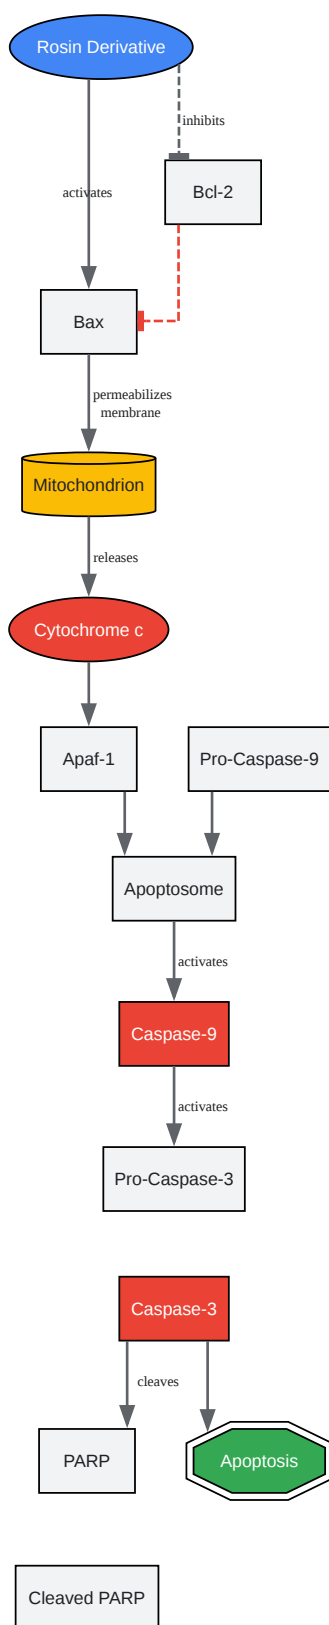 Rosin Derivative
inhibits
activates
Bcl-2
Bax
permeabilizes
membrane
Mitochondrion
releases
Cytochrome c
Apaf-1
Pro-Caspase-9
Apoptosome
activates
Caspase-9
activates
Pro-Caspase-3
Caspase-3
cleaves
PARP
Apoptosis
Cleaved PARP